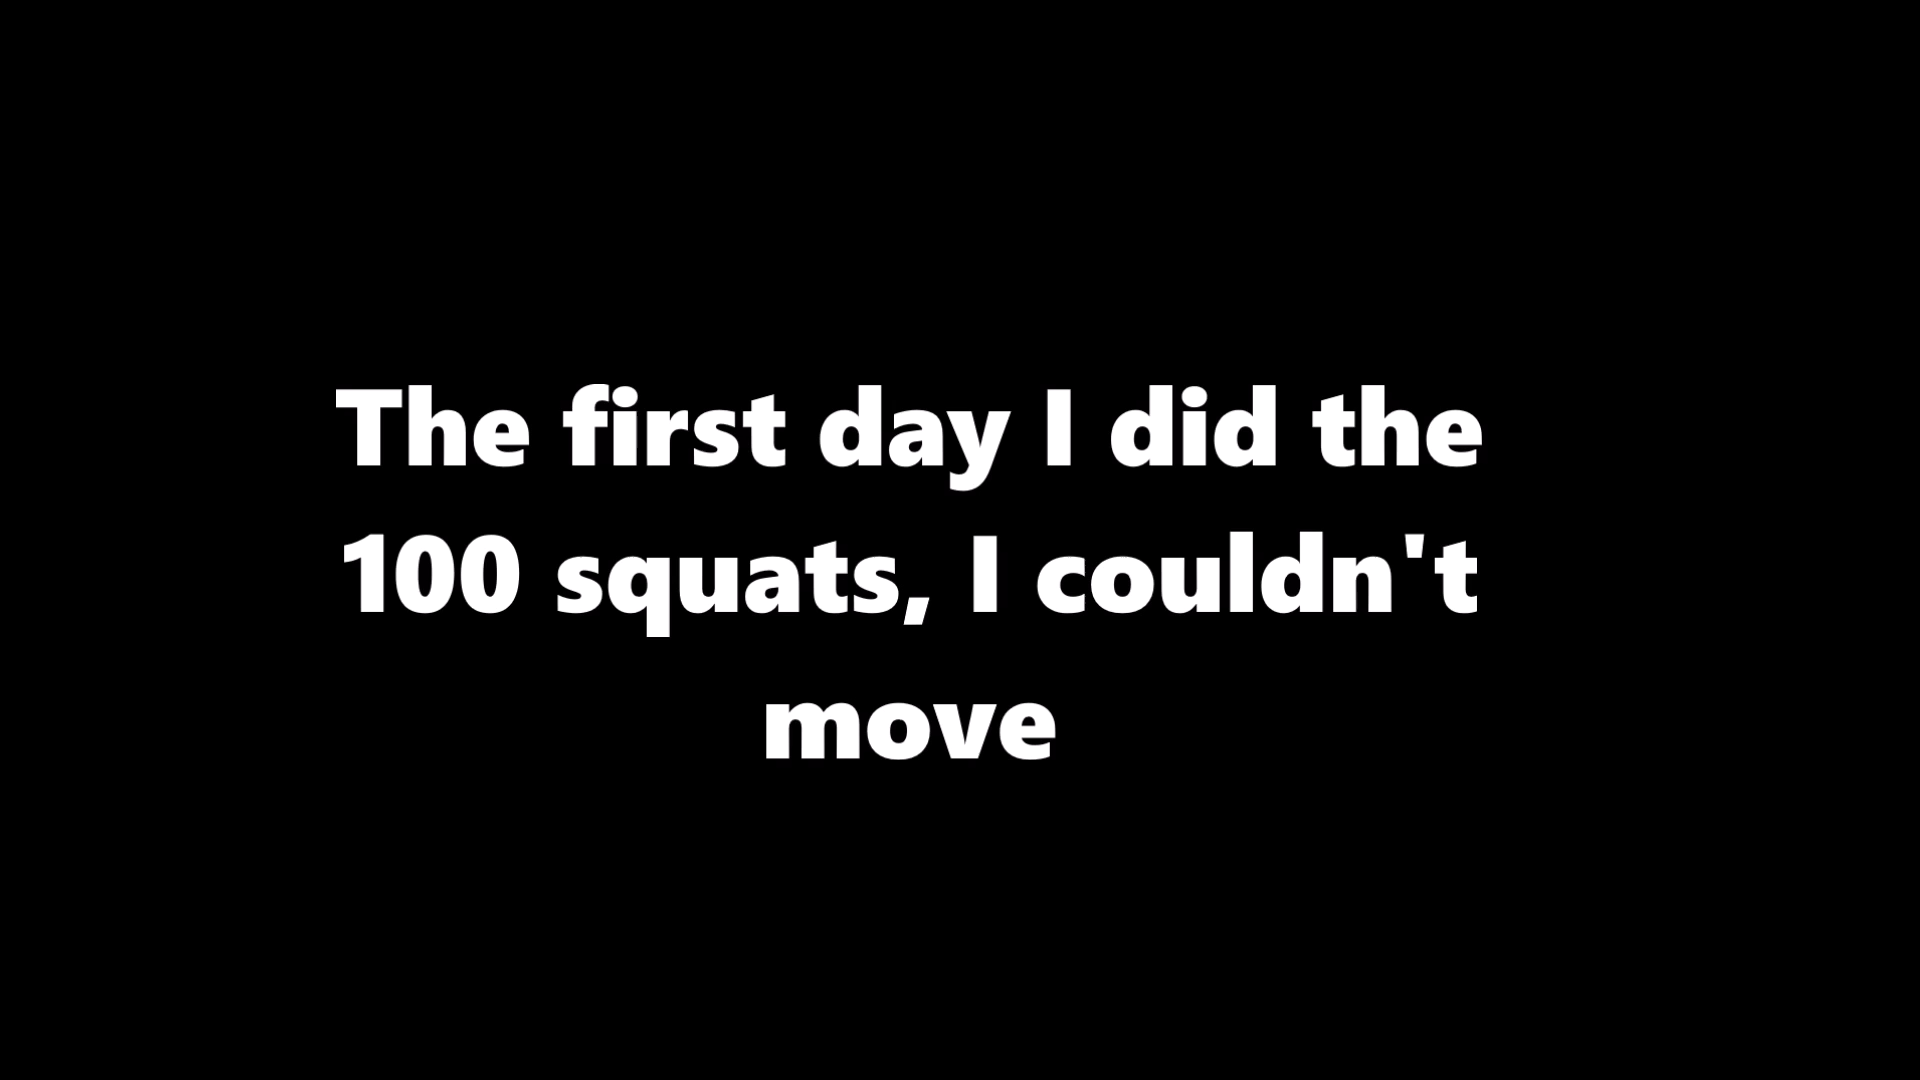 The first day I did the
100 squats, I couldn't
move